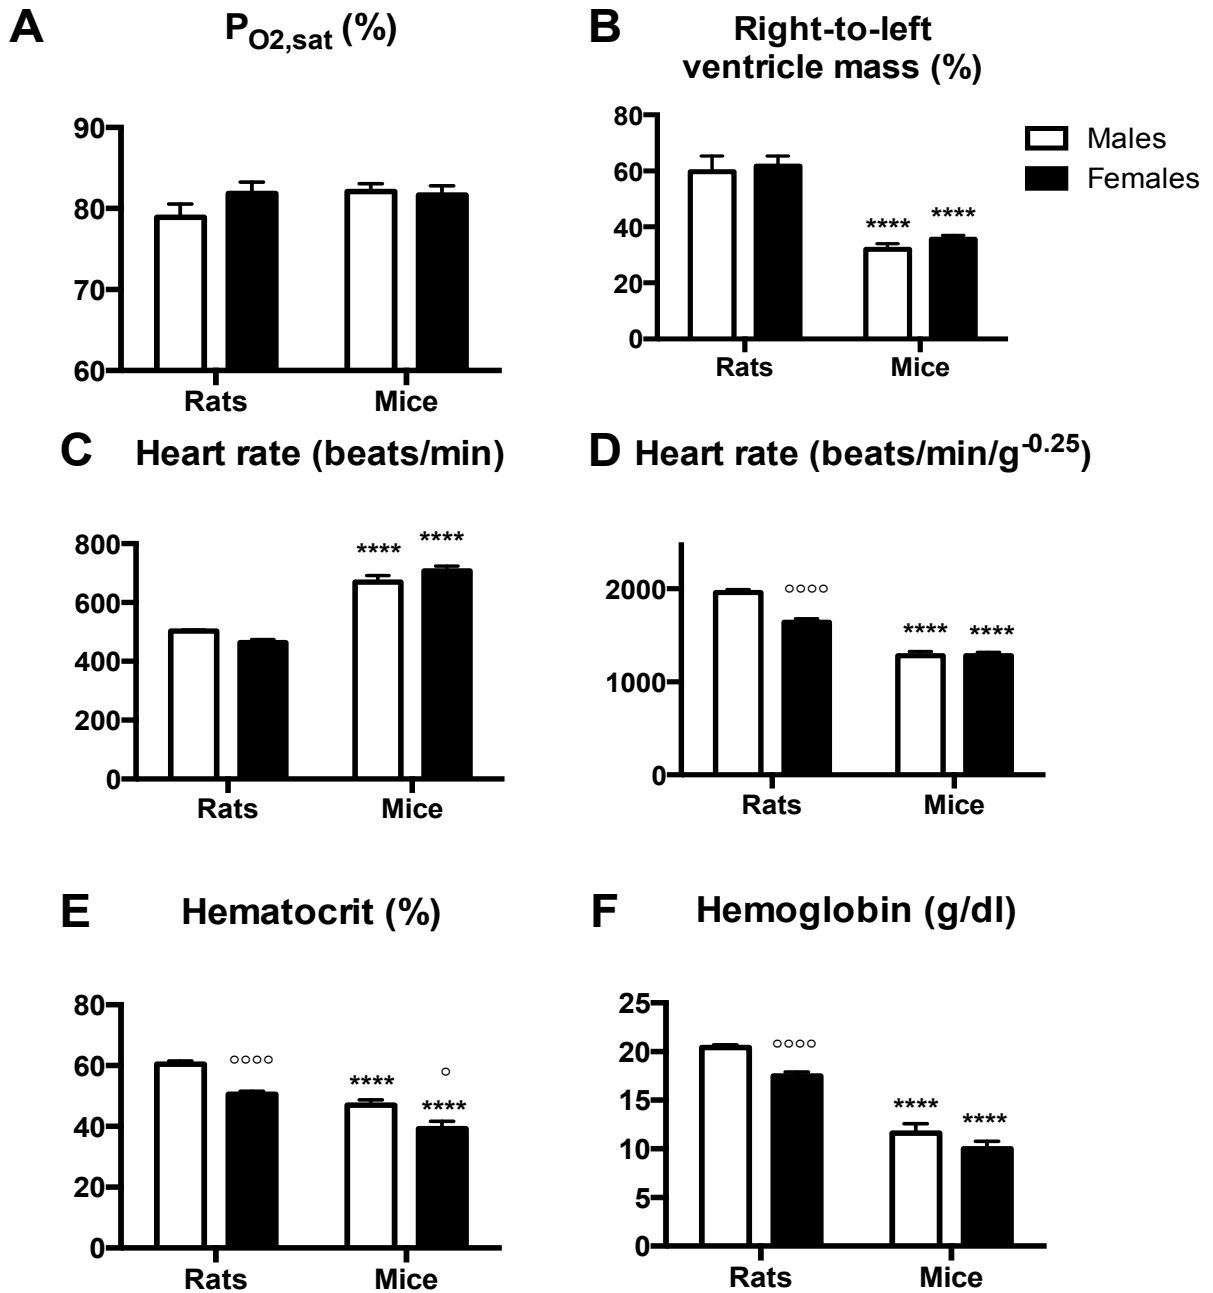 A P_O2,sat (%)
90
80
70
60
Rats Mice
B Right-to-left
ventricle mass (%)
80
60
40
20
0
**** ****
Rats Mice
Males
Females
C Heart rate (beats/min)
800
600
400
200
0
**** ****
Rats Mice
D Heart rate (beats/min/g^-0.25)
2000
1000
0
°°°° **** ****
Rats Mice
E Hematocrit (%)
80
60
40
20
0
°°°° °
**** ****
Rats Mice
F Hemoglobin (g/dl)
25
20
15
10
5
0
°°°° **** ****
Rats Mice